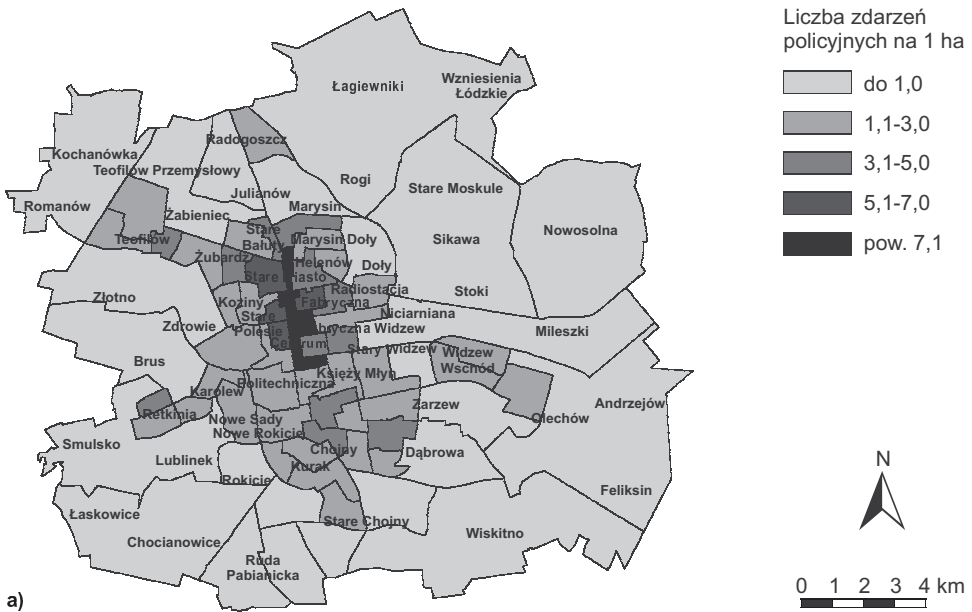 Liczba zdarzeń
policyjnych na 1 ha
do 1,0
1,1-3,0
3,1-5,0
5,1-7,0
pow. 7,1
Łagiewniki
Wzniesienia
Łódzkie
Radogoszcz
Kochanówka
Teofilów Przemysłowy
Rogi
Stare Moskule
Julianów
Romanów
Marysin
Żabieniec
Nowosolna
Stare
Bałuty
Teofilów
Marysin Doły
Sikawa
Żubardź
Helenów
Doły
Stare Miasto
Radiostacja
Stoki
Złotno
Koziny
Fabryczna
Niciarniana
Stare
Polesie
Zdrowie
Fabryczna Widzew
Mileszki
Centrum
Stary Widzew
Widzew
Wschód
Brus
Księży Młyn
Politechniczna
Karolew
Zarzew
Andrzejów
Retkinia
Olechów
Nowe Sady
Nowe Rokicie
Smulsko
Chojny
Dąbrowa
Lublinek
Kurak
Rokicie
Feliksin
Łaskowice
Stare Chojny
Wiskitno
Chocianowice
Ruda
Pabianicka
N
0 1 2 3 4 km
a)